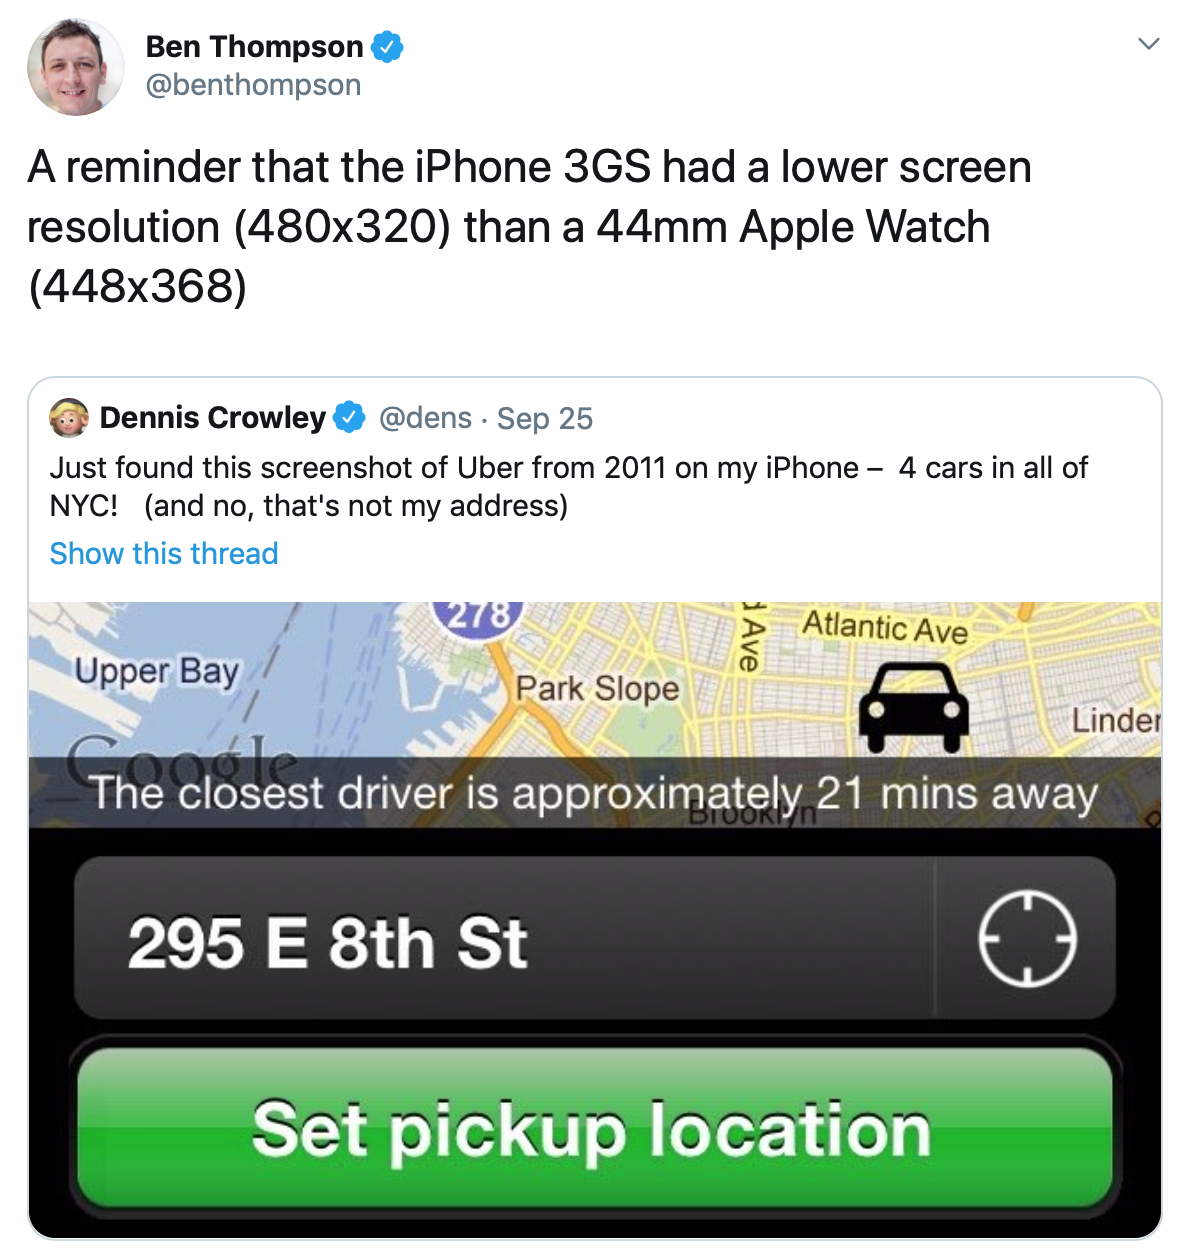 Ben Thompson
@benthompson
A reminder that the iPhone 3GS had a lower screen
resolution (480x320) than a 44mm Apple Watch
(448x368)
Dennis Crowley @dens · Sep 25
Just found this screenshot of Uber from 2011 on my iPhone – 4 cars in all of
NYC! (and no, that's not my address)
Show this thread
278
d Ave
Atlantic Ave
Upper Bay
Park Slope
Linden
Google
The closest driver is approximately 21 mins away
Brooklyn
295 E 8th St
Set pickup location